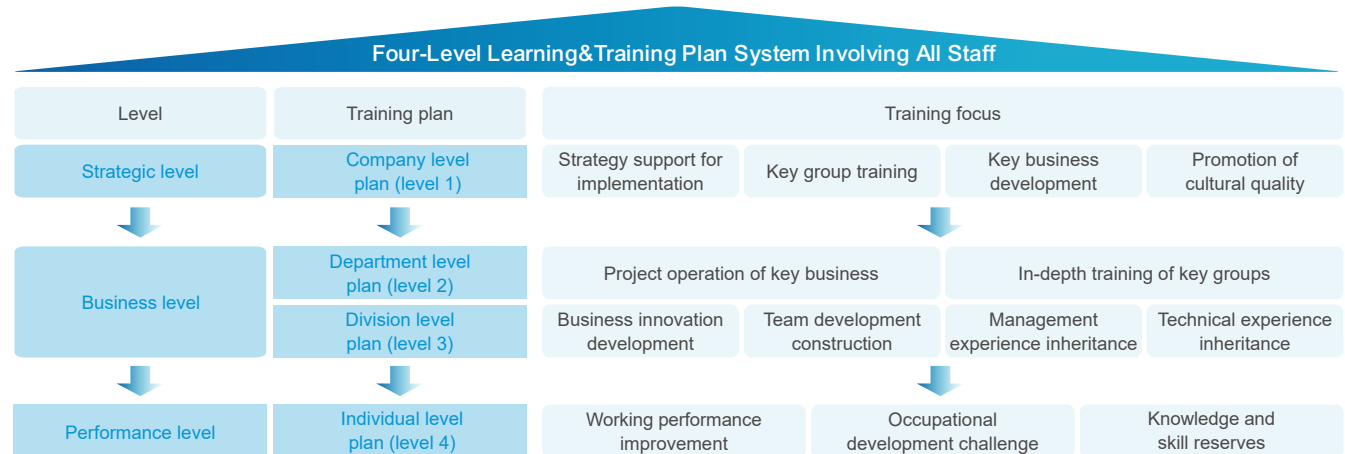 Four-Level Learning&Training Plan System Involving All Staff
Level
Training plan
Training focus
Strategic level
Company level
plan (level 1)
Strategy support for
implementation
Key group training
Key business
development
Promotion of
cultural quality
Business level
Department level
plan (level 2)
Project operation of key business
In-depth training of key groups
Division level
plan (level 3)
Business innovation
development
Team development
construction
Management
experience inheritance
Technical experience
inheritance
Performance level
Individual level
plan (level 4)
Working performance
improvement
Occupational
development challenge
Knowledge and
skill reserves